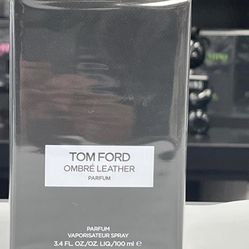 TOM FORD
OMBRÉ LEATHER
PARFUM
PARFUM
VAPORISATEUR SPRAY
3.4 FL. OZ./OZ. LIQ./100 ml ℮